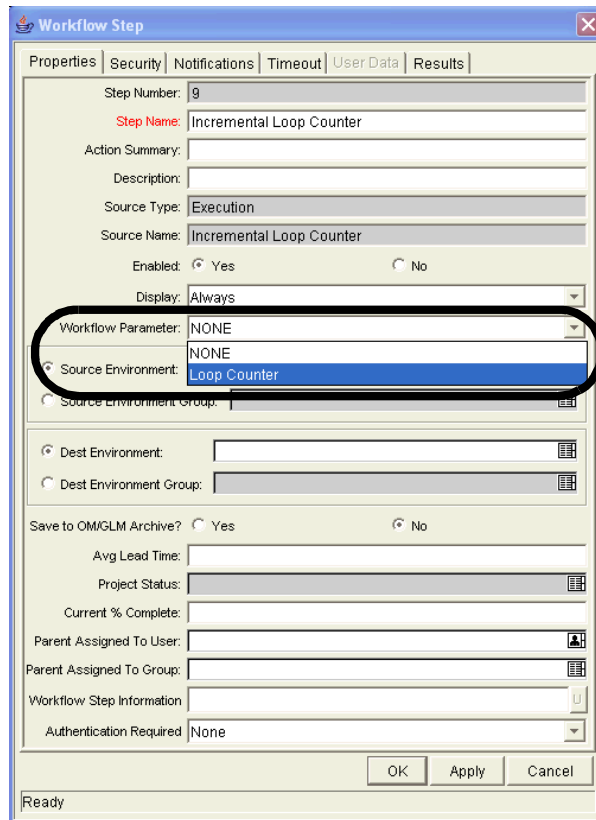 Workflow Step
Properties Security Notifications Timeout User Data Results
Step Number: 9
Step Name: Incremental Loop Counter
Action Summary:
Description:
Source Type: Execution
Source Name: Incremental Loop Counter
Enabled: Yes No
Display: Always
Workflow Parameter: NONE
NONE
Source Environment: Loop Counter
Source Environment Group:
Dest Environment:
Dest Environment Group:
Save to OM/GLM Archive? Yes No
Avg Lead Time:
Project Status:
Current % Complete:
Parent Assigned To User:
Parent Assigned To Group:
Workflow Step Information U
Authentication Required None
OK Apply Cancel
Ready